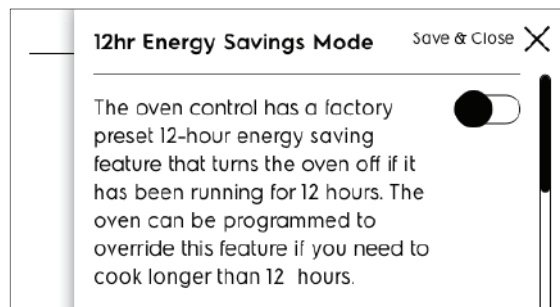 12hr Energy Savings Mode
Save & Close
The oven control has a factory
preset 12-hour energy saving
feature that turns the oven off if it
has been running for 12 hours. The
oven can be programmed to
override this feature if you need to
cook longer than 12 hours.